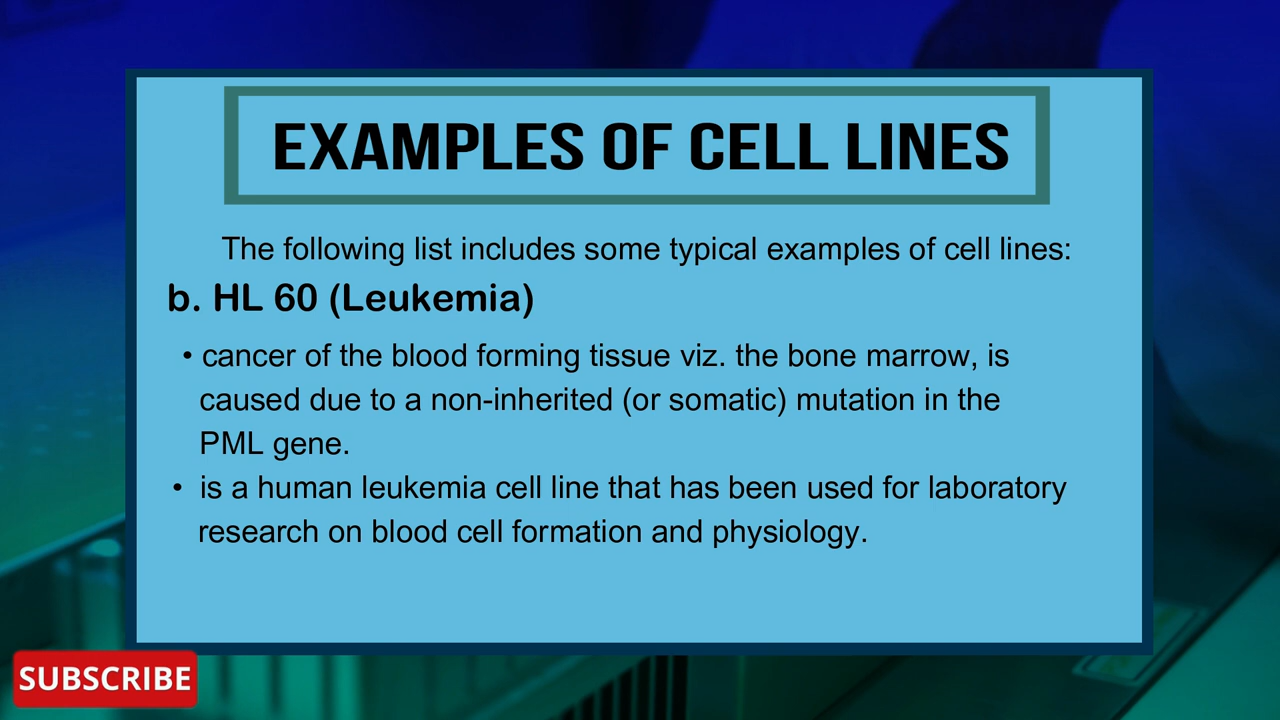 EXAMPLES OF CELL LINES
The following list includes some typical examples of cell lines:
b. HL 60 (Leukemia)
• cancer of the blood forming tissue viz. the bone marrow, is
caused due to a non-inherited (or somatic) mutation in the
PML gene.
• is a human leukemia cell line that has been used for laboratory
research on blood cell formation and physiology.
SUBSCRIBE